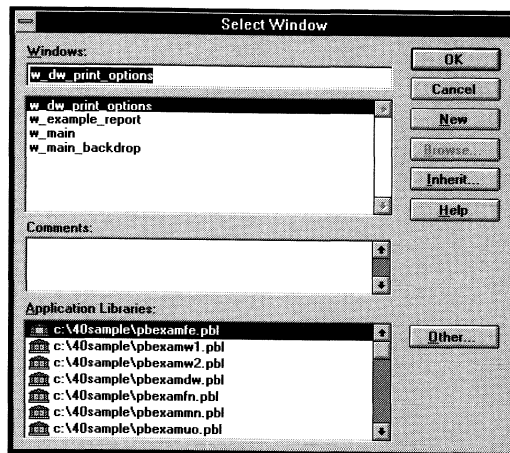 Select Window
Windows:
w_dw_print_options
w_dw_print_options
w_example_report
w_main
w_main_backdrop
Comments:
Application Libraries:
c:\40sample\pbexamfe.pbl
c:\40sample\pbexamw1.pbl
c:\40sample\pbexamw2.pbl
c:\40sample\pbexamdw.pbl
c:\40sample\pbexamfn.pbl
c:\40sample\pbexammn.pbl
c:\40sample\pbexamuo.pbl
OK
Cancel
New
Browse...
Inherit...
Help
Other...